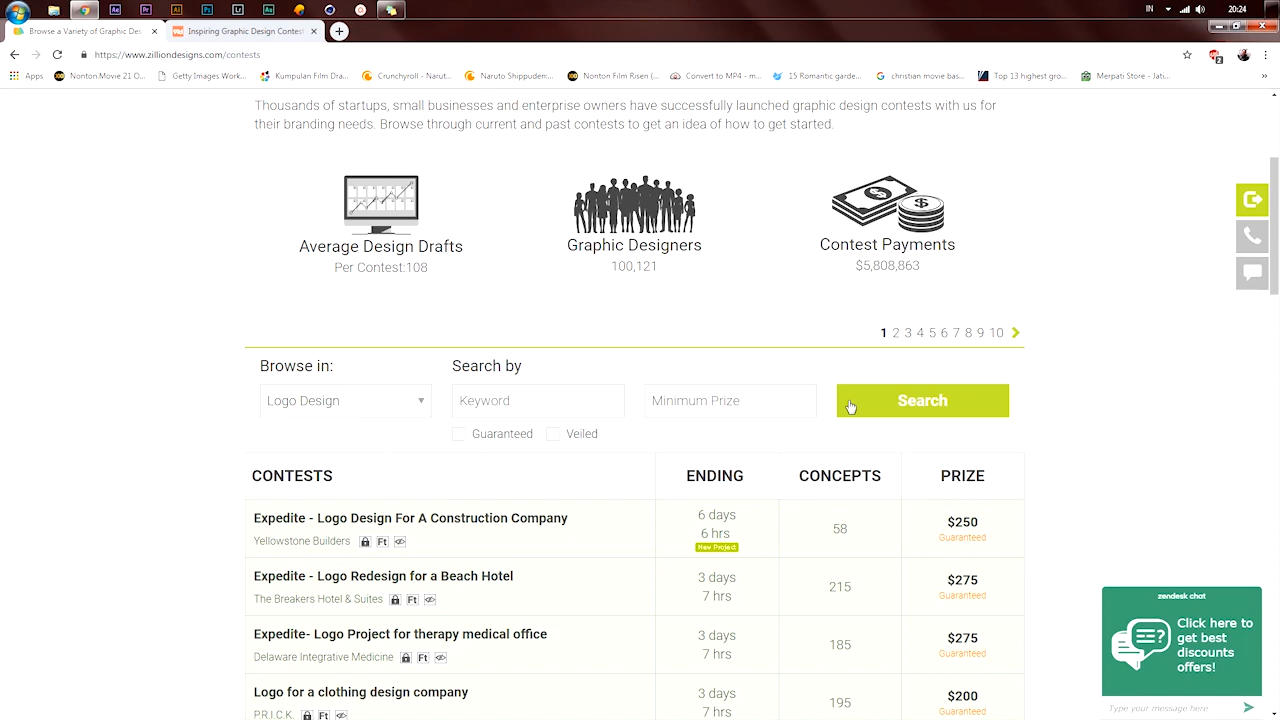 Ae Pr Ai Ps Lr Au IN 20:24
Browse a Variety of Graphic De Inspiring Graphic Design Contest
https://www.zilliondesigns.com/contests
Apps Nonton.Movie 21 O... Getty Images Work... Kumpulan Film Dra... Crunchyroll - Narut... Naruto Shippuden:... Nonton Film Risen (... Convert to MP4 - m... 15 Romantic garde... christian movie bas... Top 13 highest gro... Merpati Store - Jati...
Thousands of startups, small businesses and enterprise owners have successfully launched graphic design contests with us for
their branding needs. Browse through current and past contests to get an idea of how to get started.
Average Design Drafts Graphic Designers Contest Payments
Per Contest:108 100,121 $5,808,863
1 2 3 4 5 6 7 8 9 10
Browse in: Search by
Logo Design Keyword Minimum Prize Search
Guaranteed Veiled
CONTESTS ENDING CONCEPTS PRIZE
Expedite - Logo Design For A Construction Company 6 days 58 $250
Yellowstone Builders Ft 6 hrs Guaranteed
New Project
Expedite - Logo Redesign for a Beach Hotel 3 days 215 $275
The Breakers Hotel & Suites Ft 7 hrs Guaranteed
Expedite- Logo Project for therapy medical office 3 days 185 $275
Delaware Integrative Medicine Ft 7 hrs Guaranteed
Logo for a clothing design company 3 days 195 $200
P.R.I.C.K. Ft 7 hrs Guaranteed
zendesk chat
Click here to
get best
discounts
offers!
Type your message here